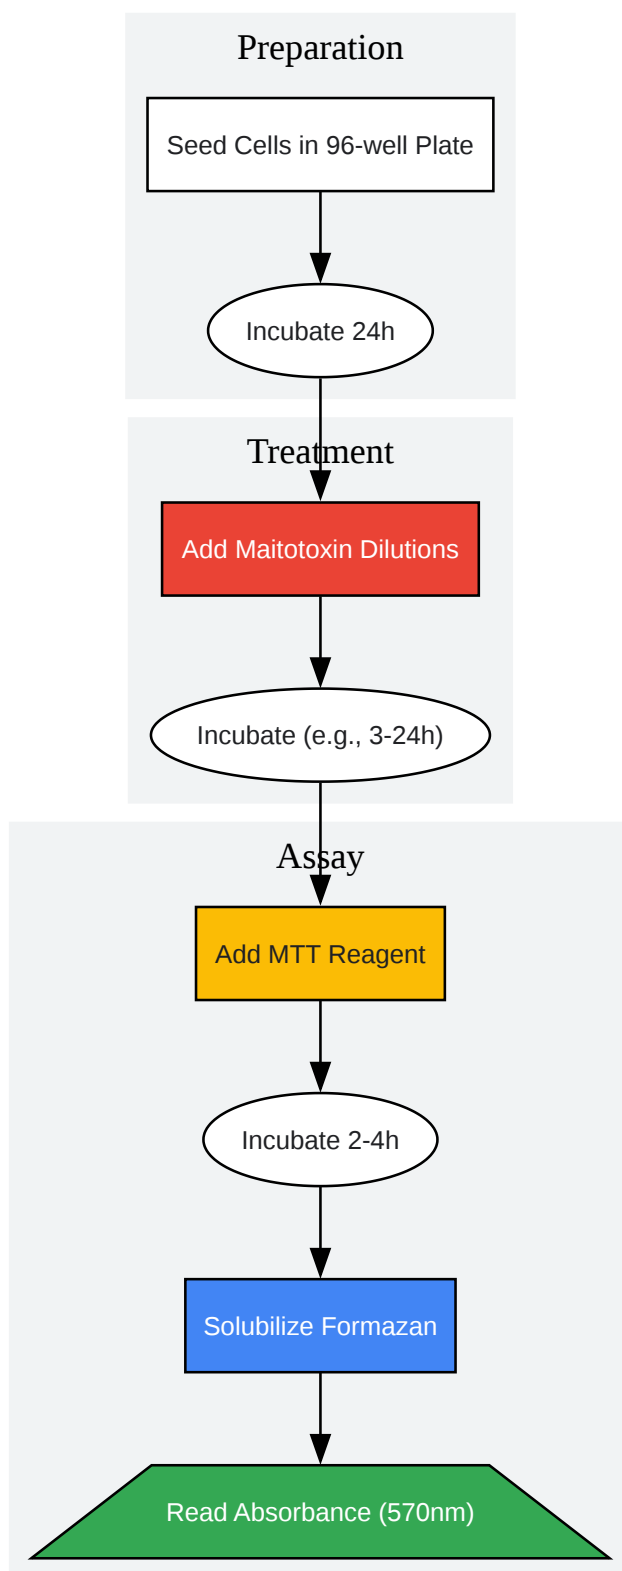 Preparation
Seed Cells in 96-well Plate
Incubate 24h
Treatment
Add Maitotoxin Dilutions
Incubate (e.g., 3-24h)
Assay
Add MTT Reagent
Incubate 2-4h
Solubilize Formazan
Read Absorbance (570nm)